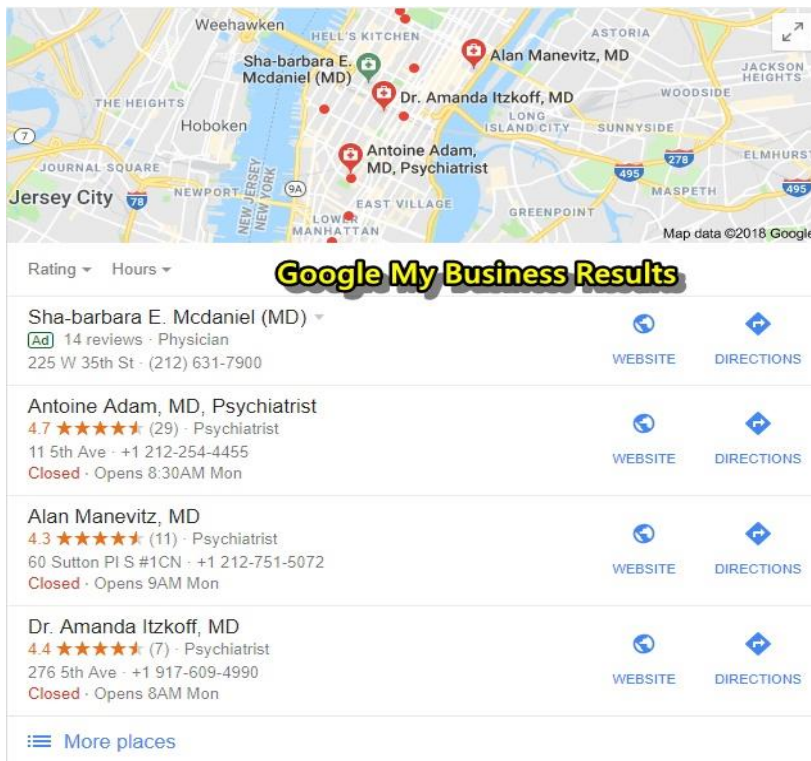 Weehawken
HELL'S KITCHEN
ASTORIA
Sha-barbara E.
Mcdaniel (MD)
Alan Manevitz, MD
JACKSON
HEIGHTS
THE HEIGHTS
Dr. Amanda Itzkoff, MD
WOODSIDE
Hoboken
LONG
ISLAND CITY
SUNNYSIDE
7
Antoine Adam,
MD, Psychiatrist
ELMHURS
JOURNAL SQUARE
278
495
Jersey City
78
NEWPORT
NEW JERSEY
NEW YORK
9A
EAST VILLAGE
MASPETH
495
GREENPOINT
LOWER
MANHATTAN
Map data ©2018 Google
Rating Hours
Google My Business Results
Sha-barbara E. Mcdaniel (MD)
Ad 14 reviews · Physician
225 W 35th St · (212) 631-7900
WEBSITE DIRECTIONS
Antoine Adam, MD, Psychiatrist
4.7 ★★★★★ (29) · Psychiatrist
11 5th Ave · +1 212-254-4455
Closed · Opens 8:30AM Mon
WEBSITE DIRECTIONS
Alan Manevitz, MD
4.3 ★★★★★ (11) · Psychiatrist
60 Sutton Pl S #1CN · +1 212-751-5072
Closed · Opens 9AM Mon
WEBSITE DIRECTIONS
Dr. Amanda Itzkoff, MD
4.4 ★★★★★ (7) · Psychiatrist
276 5th Ave · +1 917-609-4990
Closed · Opens 8AM Mon
WEBSITE DIRECTIONS
More places